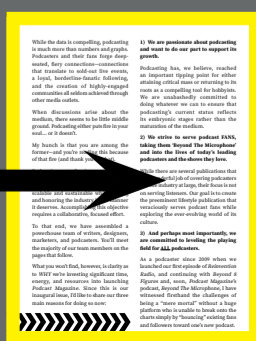 While the data is compelling, podcasting
is much more than numbers and graphs.
Podcasters and their fans forge deep-
seated, fiery connections—connections
that translate to sold-out live events,
a loyal, borderline-fanatic following,
and the creation of highly-engaged
communities all seldom achieved through
other media outlets.
When discussions arise about the
medium, there seems to be little middle
ground. Podcasting either puts fire in your
soul... or it doesn't.
My hunch is that you are among the
former—and you're reading this because
of that fire (and thank you
scalable and sustainable
and honoring the industry
it deserves. Accomplishing this objective
requires a collaborative, focused effort.
To that end, we have assembled a
powerhouse team of writers, designers,
marketers, and podcasters. You'll meet
the majority of our team members on the
pages that follow.
What you won't find, however, is clarity as
to WHY we're investing significant time,
energy, and resources into launching
Podcast Magazine. Since this is our
inaugural issue, I'd like to share our three
main reasons for doing so now:
1) We are passionate about podcasting
and want to do our part to support its
growth.
Podcasting has, we believe, reached
an important tipping point for either
attaining critical mass or returning to its
roots as a compelling tool for hobbyists.
We are unabashedly committed to
doing whatever we can to ensure that
podcasting's current status reflects
its embryonic stages rather than the
maturation of the medium.
2) We strive to serve podcast FANS,
taking them 'Beyond The Microphone'
and into the lives of today's leading
podcasters and the shows they love.
While there are several publications that
job of covering podcasters
industry at large, their focus is not
on serving listeners. Our goal is to create
the prominent lifestyle publication that
voraciously serves podcast fans while
exploring the ever-evolving world of its
culture.
3) And perhaps most importantly, we
are committed to leveling the playing
field for ALL podcasters.
As a podcaster since 2009 when we
launched our first episode of Reinvention
Radio, and continuing with Beyond 8
Figures and, soon, Podcast Magazine's
podcast, Beyond The Microphone, I have
witnessed firsthand the challenges of
being a "mere mortal" without a huge
platform who is unable to break onto the
charts simply by "bouncing" existing fans
and followers toward one's new podcast.